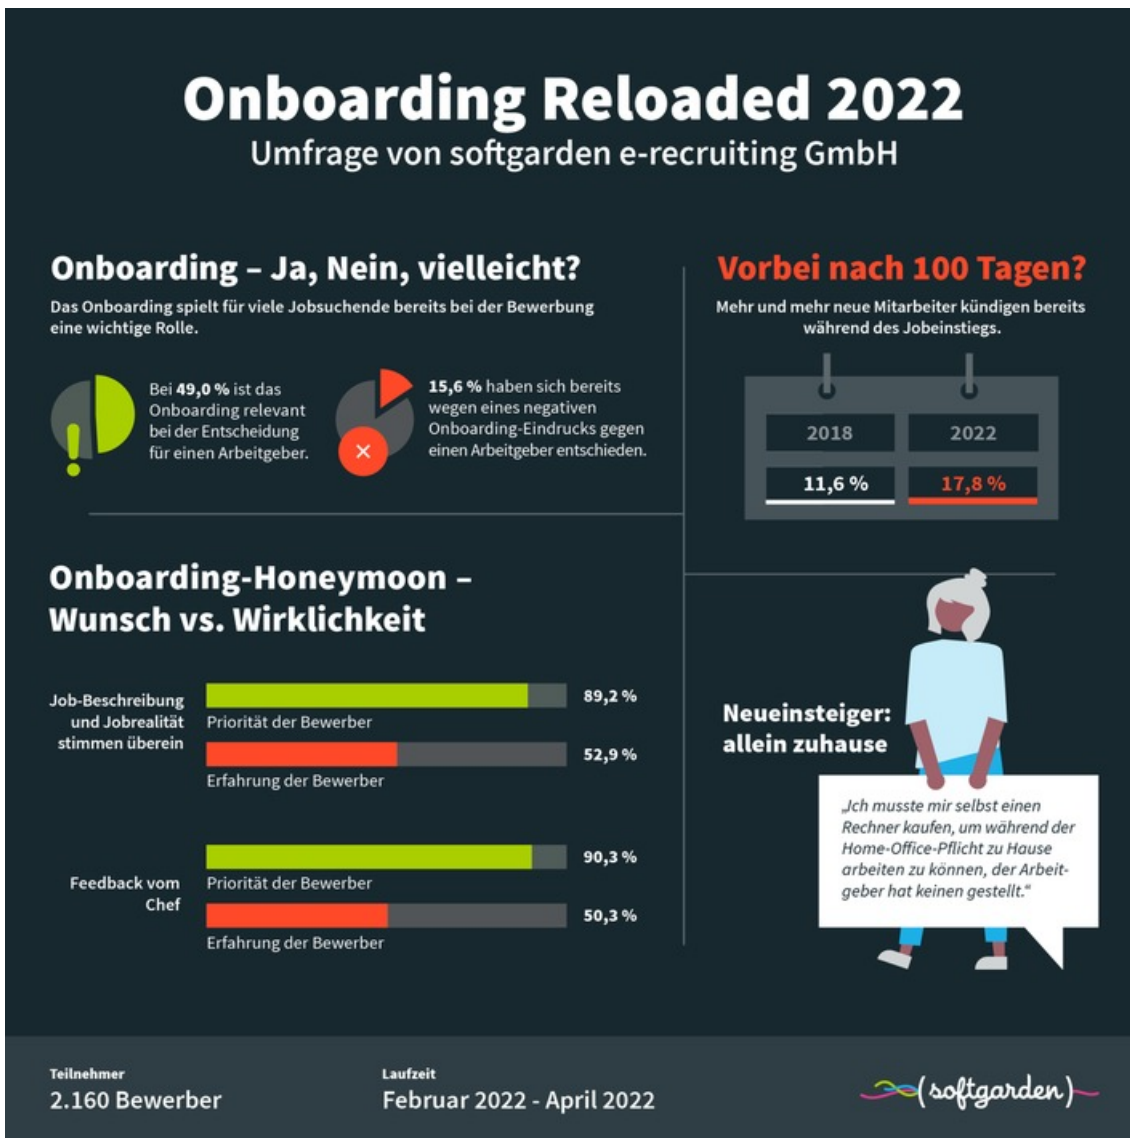 Onboarding Reloaded 2022
Umfrage von softgarden e-recruiting GmbH
Onboarding – Ja, Nein, vielleicht?
Das Onboarding spielt für viele Jobsuchende bereits bei der Bewerbung
eine wichtige Rolle.
Bei 49,0 % ist das
Onboarding relevant
bei der Entscheidung
für einen Arbeitgeber.
15,6 % haben sich bereits
wegen eines negativen
Onboarding-Eindrucks gegen
einen Arbeitgeber entschieden.
Vorbei nach 100 Tagen?
Mehr und mehr neue Mitarbeiter kündigen bereits
während des Jobeinstiegs.
2018 2022
11,6 % 17,8 %
Onboarding-Honeymoon –
Wunsch vs. Wirklichkeit
Job-Beschreibung
und Jobrealität
stimmen überein
89,2 %
Priorität der Bewerber
52,9 %
Erfahrung der Bewerber
Feedback vom
Chef
90,3 %
Priorität der Bewerber
50,3 %
Erfahrung der Bewerber
Neueinsteiger:
allein zuhause
„Ich musste mir selbst einen
Rechner kaufen, um während der
Home-Office-Pflicht zu Hause
arbeiten zu können, der Arbeit-
geber hat keinen gestellt.“
Teilnehmer
2.160 Bewerber
Laufzeit
Februar 2022 - April 2022
(softgarden)